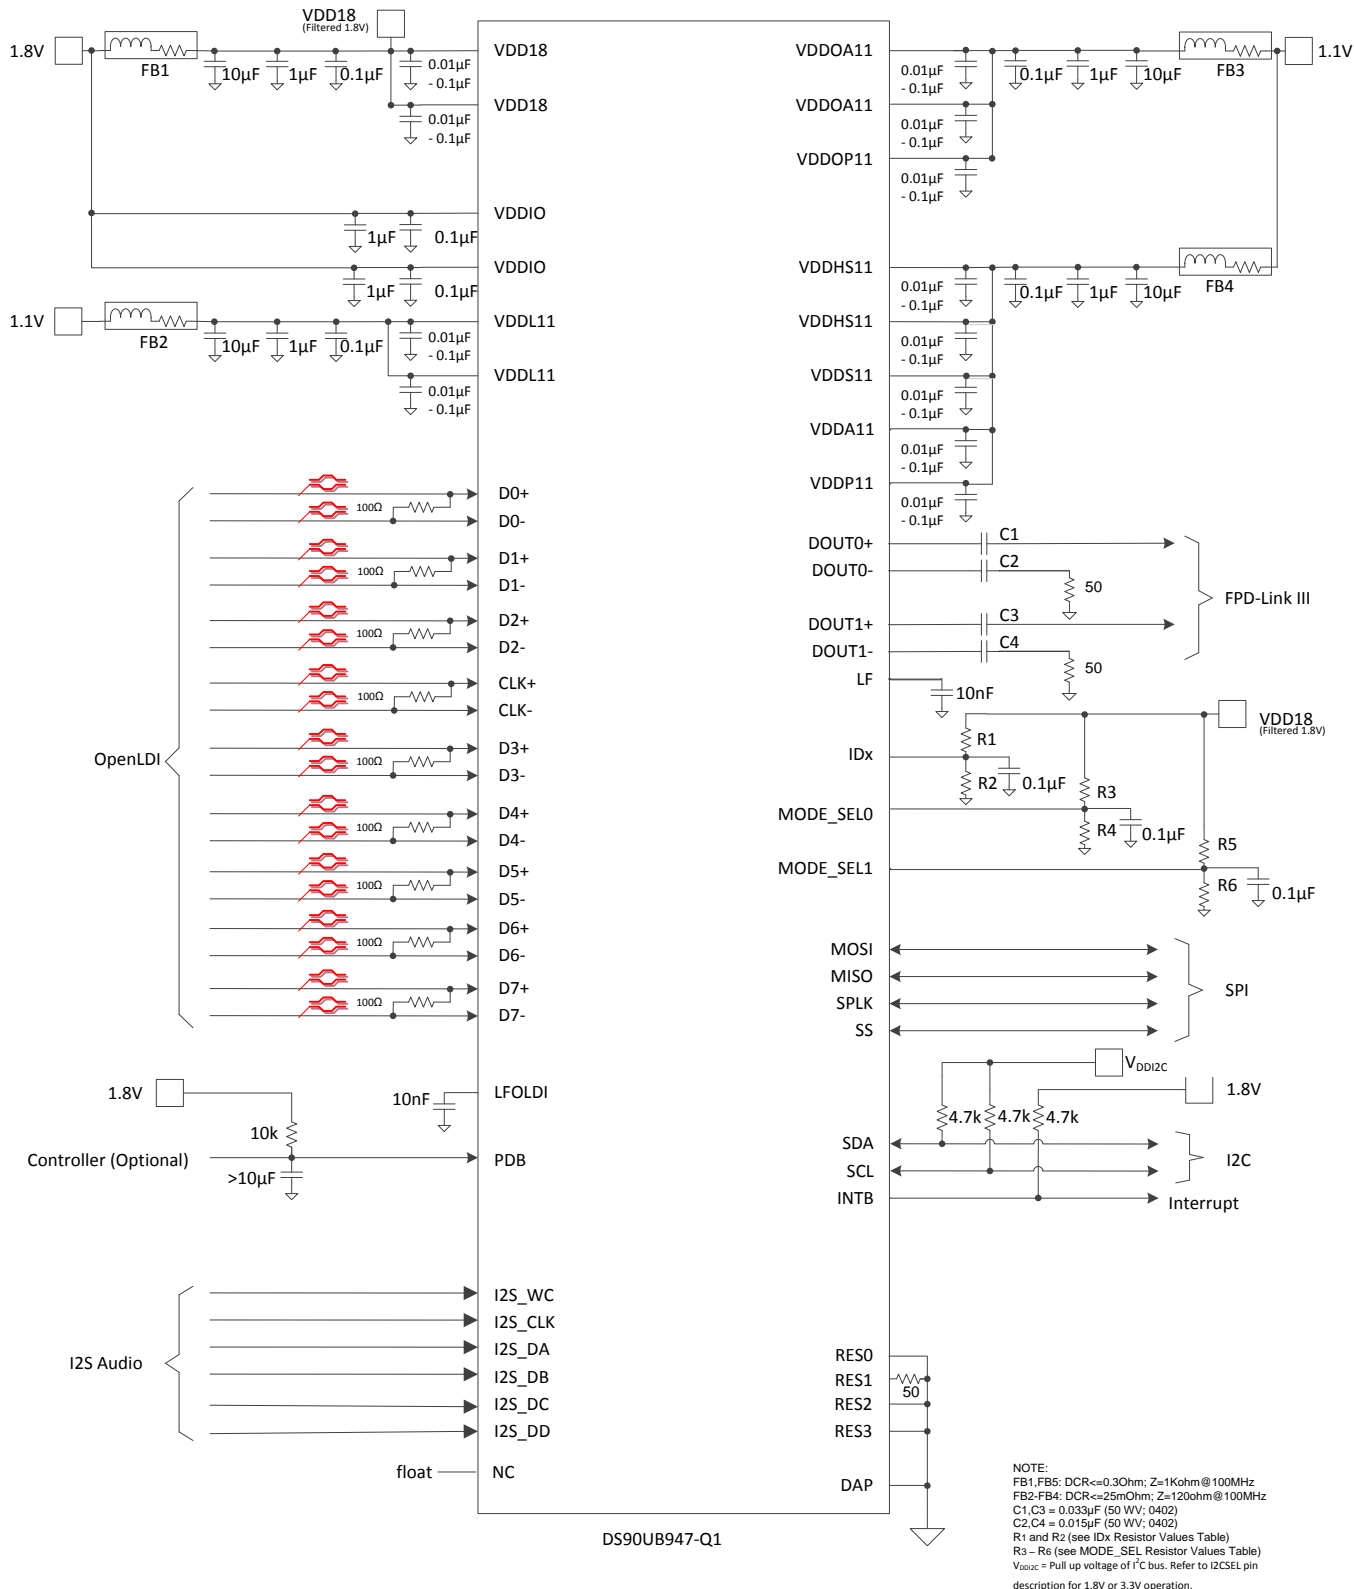 VDD18
(Filtered 1.8V)
1.8V
FB1
10µF
1µF
0.1µF
0.01µF
- 0.1µF
VDD18
0.01µF
- 0.1µF
VDD18
1µF
0.1µF
VDDIO
1µF
0.1µF
VDDIO
1.1V
FB2
10µF
1µF
0.1µF
0.01µF
- 0.1µF
VDDL11
0.01µF
- 0.1µF
VDDL11
OpenLDI
100Ω
D0+
D0-
100Ω
D1+
D1-
100Ω
D2+
D2-
100Ω
CLK+
CLK-
100Ω
D3+
D3-
100Ω
D4+
D4-
100Ω
D5+
D5-
100Ω
D6+
D6-
100Ω
D7+
D7-
10nF
LFOLDI
1.8V
10k
Controller (Optional)
>10µF
PDB
I2S Audio
I2S_WC
I2S_CLK
I2S_DA
I2S_DB
I2S_DC
I2S_DD
float
NC
VDDOA11
0.01µF
- 0.1µF
0.1µF
1µF
10µF
FB3
1.1V
VDDOA11
0.01µF
- 0.1µF
VDDOP11
0.01µF
- 0.1µF
VDDHS11
0.01µF
- 0.1µF
0.1µF
1µF
10µF
FB4
VDDHS11
0.01µF
- 0.1µF
VDDS11
0.01µF
- 0.1µF
VDDA11
0.01µF
- 0.1µF
VDDP11
0.01µF
- 0.1µF
DOUT0+
C1
DOUT0-
C2
50
DOUT1+
C3
DOUT1-
C4
50
FPD-Link III
LF
10nF
VDD18
(Filtered 1.8V)
IDx
R1
R2
0.1µF
MODE_SEL0
R3
R4
0.1µF
MODE_SEL1
R5
R6
0.1µF
MOSI
MISO
SPLK
SS
SPI
VDDI2C
1.8V
4.7k
4.7k
4.7k
SDA
SCL
I2C
INTB
Interrupt
RES0
RES1
50
RES2
RES3
DAP
DS90UB947-Q1
NOTE:
FB1,FB5: DCR<=0.3Ohm; Z=1Kohm@100MHz
FB2-FB4: DCR<=25mOhm; Z=120ohm@100MHz
C1,C3 = 0.033µF (50 WV; 0402)
C2,C4 = 0.015µF (50 WV; 0402)
R1 and R2 (see IDx Resistor Values Table)
R3 – R6 (see MODE_SEL Resistor Values Table)
VDDI2C = Pull up voltage of I²C bus. Refer to I2CSEL pin
description for 1.8V or 3.3V operation.